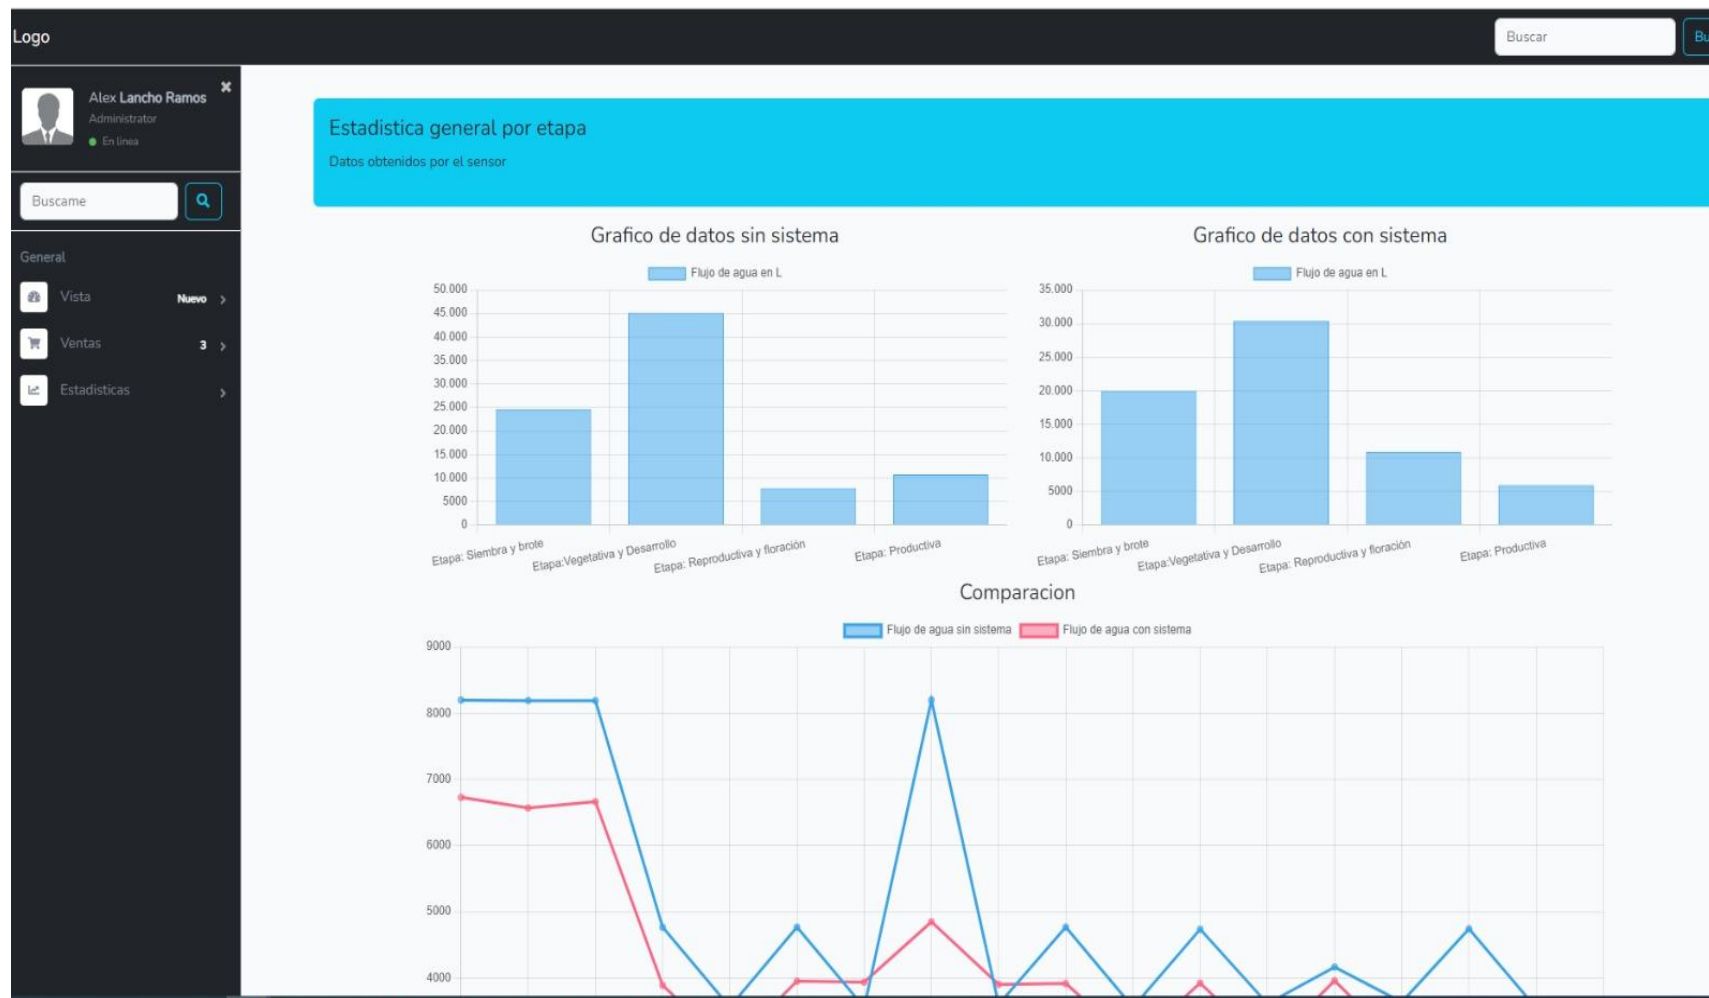 Logo
Buscar
Bu
Alex Lancho Ramos
Administrator
En linea
Buscame
General
Vista Nuevo
Ventas 3
Estadisticas
Estadistica general por etapa
Datos obtenidos por el sensor
Grafico de datos sin sistema
Flujo de agua en L
50.000
45.000
40.000
35.000
30.000
25.000
20.000
15.000
10.000
5000
0
Etapa: Siembra y brote
Etapa:Vegetativa y Desarrollo
Etapa: Reproductiva y floración
Etapa: Productiva
Grafico de datos con sistema
Flujo de agua en L
35.000
30.000
25.000
20.000
15.000
10.000
5000
0
Etapa: Siembra y brote
Etapa:Vegetativa y Desarrollo
Etapa: Reproductiva y floración
Etapa: Productiva
Comparacion
Flujo de agua sin sistema Flujo de agua con sistema
9000
8000
7000
6000
5000
4000